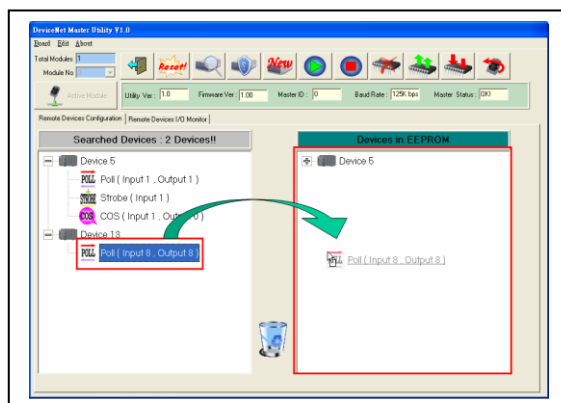 DeviceNet Master Utility V1.0
Board Edit About
Total Modules 1
Module No
Reset!
New
Active Module
Utility Ver : 1.0 Firmware Ver : 1.00 Master ID : 0 Baud Rate : 125K bps Master Status : OK!
Remote Devices Configuration Remote Devices I/O Monitor
Searched Devices : 2 Devices!!
Devices in EEPROM
Device 5
POLL Poll ( Input 1 , Output 1 )
STROBE Strobe ( Input 1 )
COS COS ( Input 1 , Ou 0 )
Device 13
POLL Poll ( Input 8 , Output 8 )
Device 5
Poll ( Input 8 , Output 8 )